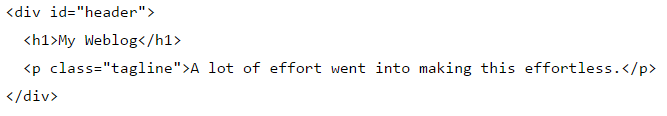 <div id="header">
  <h1>My Weblog</h1>
  <p class="tagline">A lot of effort went into making this effortless.</p>
</div>